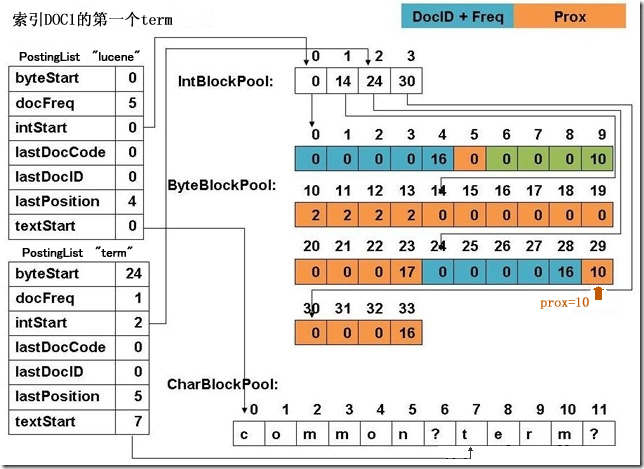 索引DOC1的第一个term
DocID + Freq
Prox
PostingList "lucene"
byteStart 0
docFreq 5
intStart 0
lastDocCode 0
lastDocID 0
lastPosition 4
textStart 0
PostingList "term"
byteStart 24
docFreq 1
intStart 2
lastDocCode 0
lastDocID 0
lastPosition 5
textStart 7
0 1 2 3
IntBlockPool: 0 14 24 30
0 1 2 3 4 5 6 7 8 9
0 0 0 0 16 0 0 0 0 10
ByteBlockPool:
10 11 12 13 14 15 16 17 18 19
2 2 2 2 0 0 0 0 0 0
20 21 22 23 24 25 26 27 28 29
0 0 0 17 0 0 0 0 16 10
prox=10
30 31 32 33
0 0 0 16
CharBlockPool:
0 1 2 3 4 5 6 7 8 9 10 11
c o m m o n ? t e r m ?